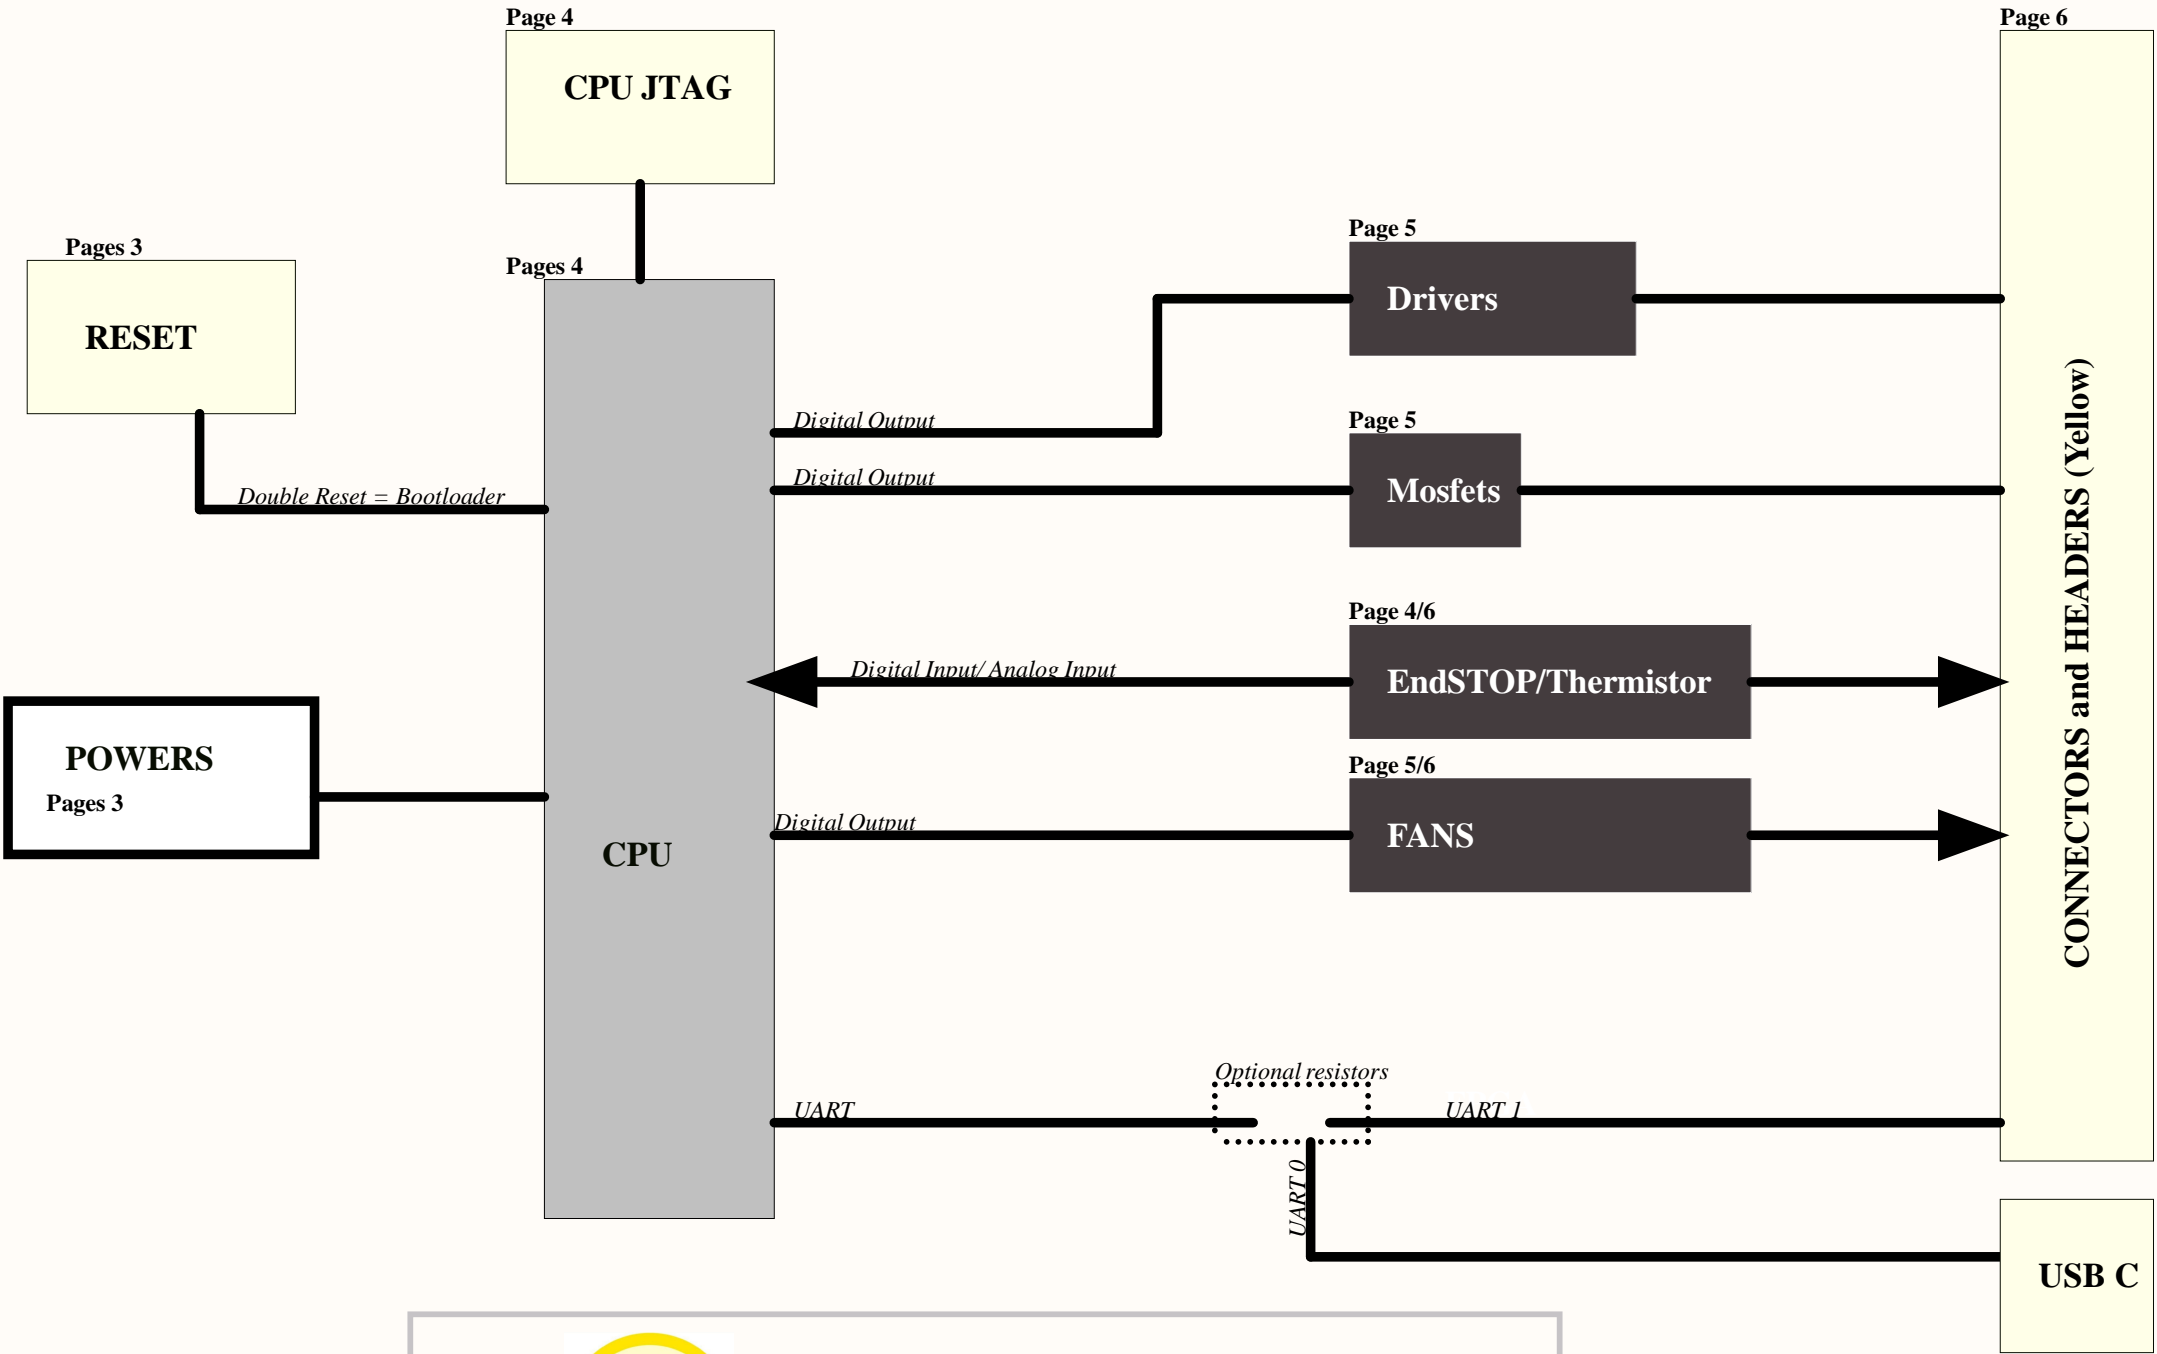 Page 4
Page 6
CPU JTAG
Page 5
Pages 3
Pages 4
Drivers
RESET
Digital Output
Page 5
Digital Output
Mosfets
Double Reset = Bootloader
Page 4/6
Digital Input/ Analog Input
EndSTOP/Thermistor
CONNECTORS and HEADERS (Yellow)
POWERS
Pages 3
Page 5/6
Digital Output
FANS
CPU
Optional resistors
UART
UART 1
UART 0
USB C